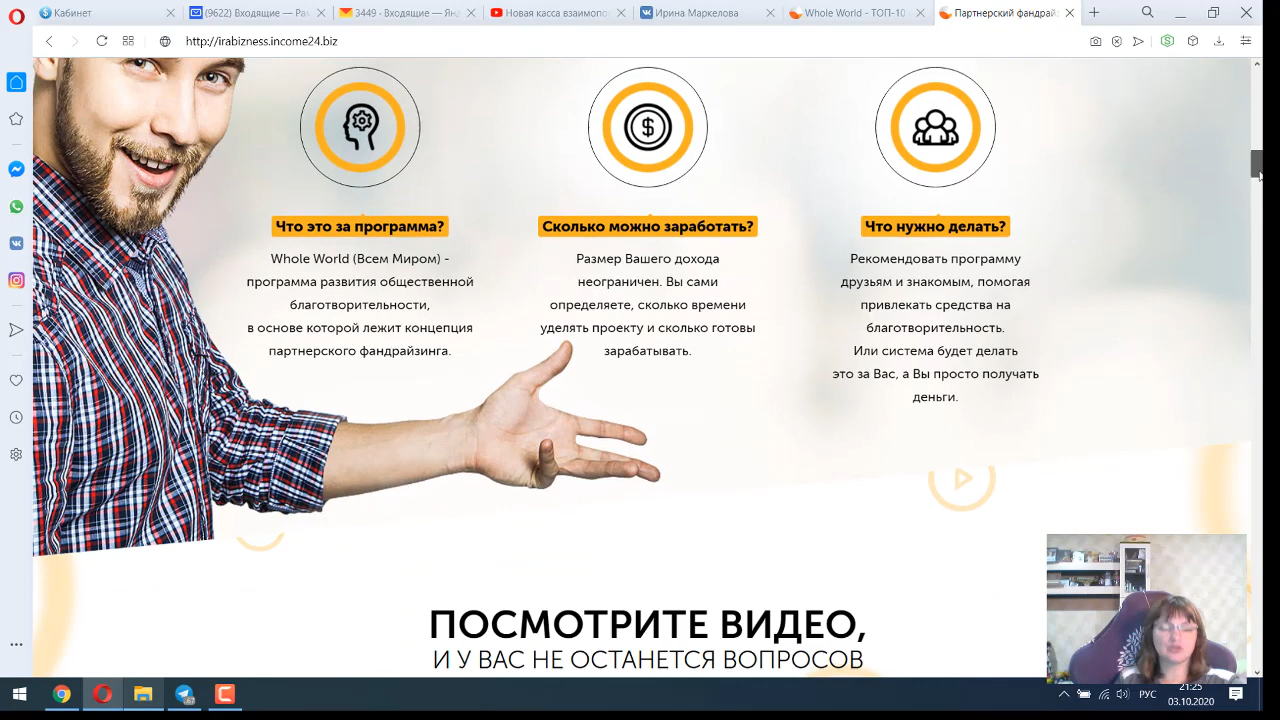 Кабинет
(9622) Входящие — Ра
3449 - Входящие — Янд
Новая касса взаимопо
Ирина Маркелова
Whole World - ТОП-10
Партнерский фандрай
http://irabizness.income24.biz
Что это за программа?
Whole World (Всем Миром) -
программа развития общественной
благотворительности,
в основе которой лежит концепция
партнерского фандрайзинга.
Сколько можно заработать?
Размер Вашего дохода
неограничен. Вы сами
определяете, сколько времени
уделять проекту и сколько готовы
зарабатывать.
Что нужно делать?
Рекомендовать программу
друзьям и знакомым, помогая
привлекать средства на
благотворительность.
Или система будет делать
это за Вас, а Вы просто получать
деньги.
ПОСМОТРИТЕ ВИДЕО,
И У ВАС НЕ ОСТАНЕТСЯ ВОПРОСОВ
РУС
21:25
03.10.2020